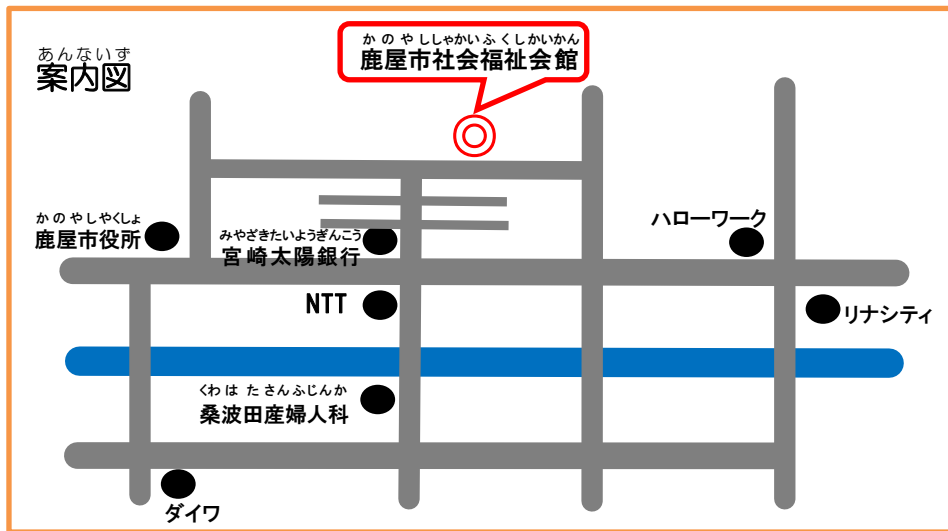 あんないず
案内図
かのやししゃかいふくしかいかん
鹿屋市社会福祉会館
かのやしやくしょ
鹿屋市役所
みやざきたいようぎんこう
宮崎太陽銀行
ハローワーク
NTT
リナシティ
くわはたさんふじんか
桑波田産婦人科
ダイワ